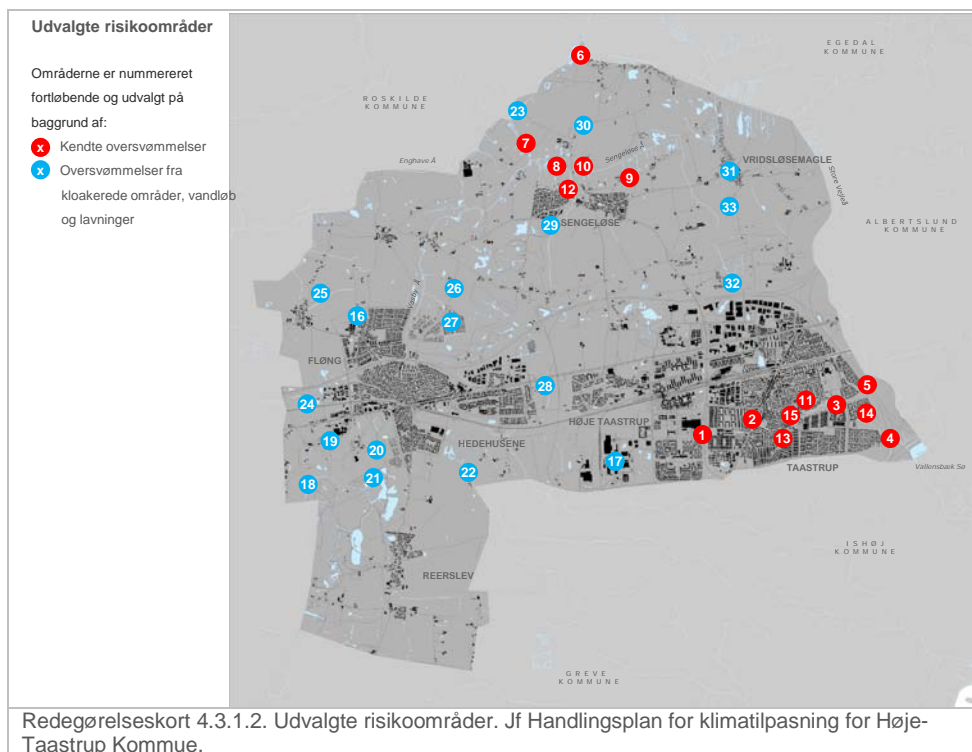 Udvalgte risikoområder
Områderne er nummereret
fortløbende og udvalgt på
baggrund af:
x Kendte oversvømmelser
x Oversvømmelser fra
kloakerede områder, vandløb
og lavninger
EGEDAL
KOMMUNE
6
ROSKILDE
KOMMUNE
23
30
7
Enghave Å
Sengeløse Å
VRIDSLØSEMAGLE
8
10
9
31
12
Store Vejleå
33
29
SENGELØSE
ALBERTSLUND
KOMMUNE
32
26
25
Vasby Å
16
27
FLØNG
28
5
24
11
3
15
14
2
HØJE TAASTRUP
1
13
4
19
HEDEHUSENE
20
17
TAASTRUP
Vallensbæk Sø
22
21
18
ISHØJ
KOMMUNE
REERSLEV
GREVE
KOMMUNE
Redegørelseskort 4.3.1.2. Udvalgte risikoområder. Jf Handlingsplan for klimatilpasning for Høje-
Taastrup Kommue.